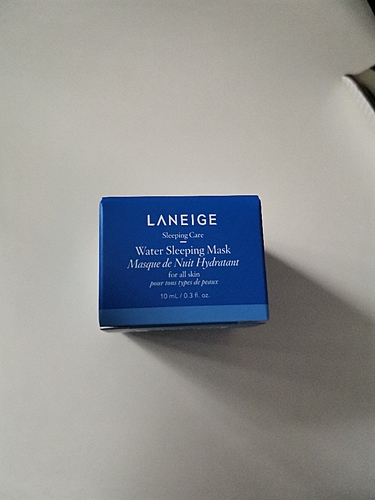 LANEIGE
Sleeping Care
Water Sleeping Mask
Masque de Nuit Hydratant
for all skin
pour tous types de peaux
10 mL / 0.3 fl. oz.